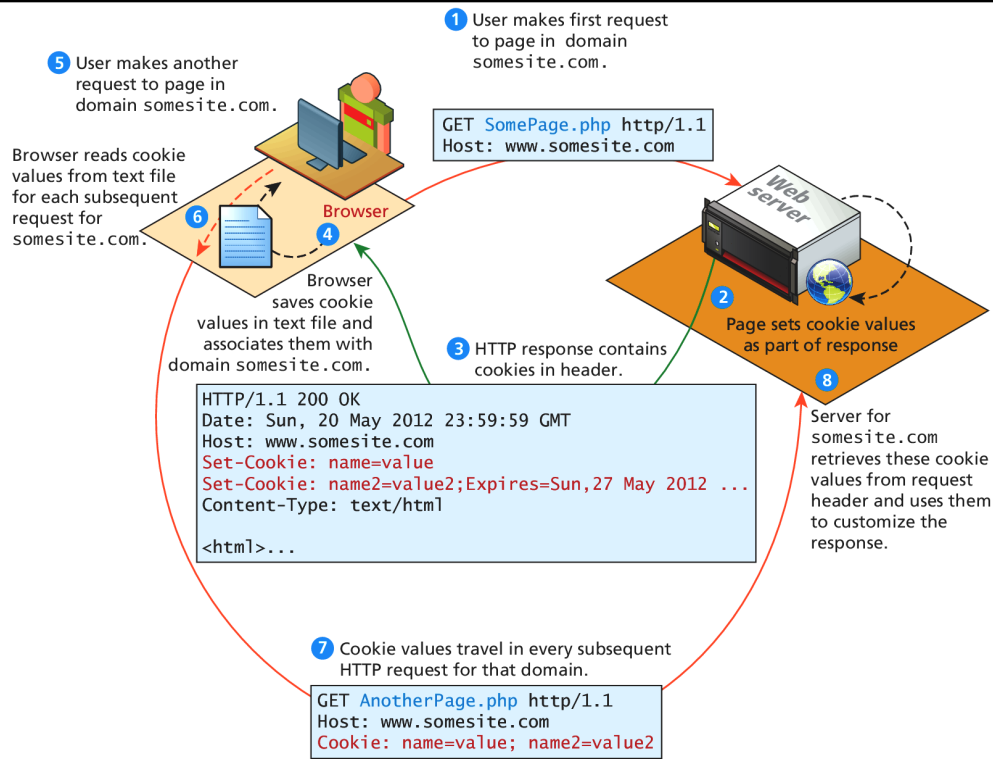 1 User makes first request
to page in domain
somesite.com.
5 User makes another
request to page in
domain somesite.com.
GET SomePage.php http/1.1
Host: www.somesite.com
Browser reads cookie
values from text file
for each subsequent
request for
somesite.com.
6
Browser
4
Web
server
Browser
saves cookie
values in text file and
associates them with
domain somesite.com.
2
Page sets cookie values
as part of response
3 HTTP response contains
cookies in header.
HTTP/1.1 200 OK
Date: Sun, 20 May 2012 23:59:59 GMT
Host: www.somesite.com
Set-Cookie: name=value
Set-Cookie: name2=value2;Expires=Sun,27 May 2012 ...
Content-Type: text/html
<html>...
8
Server for
somesite.com
retrieves these cookie
values from request
header and uses them
to customize the
response.
7 Cookie values travel in every subsequent
HTTP request for that domain.
GET AnotherPage.php http/1.1
Host: www.somesite.com
Cookie: name=value; name2=value2